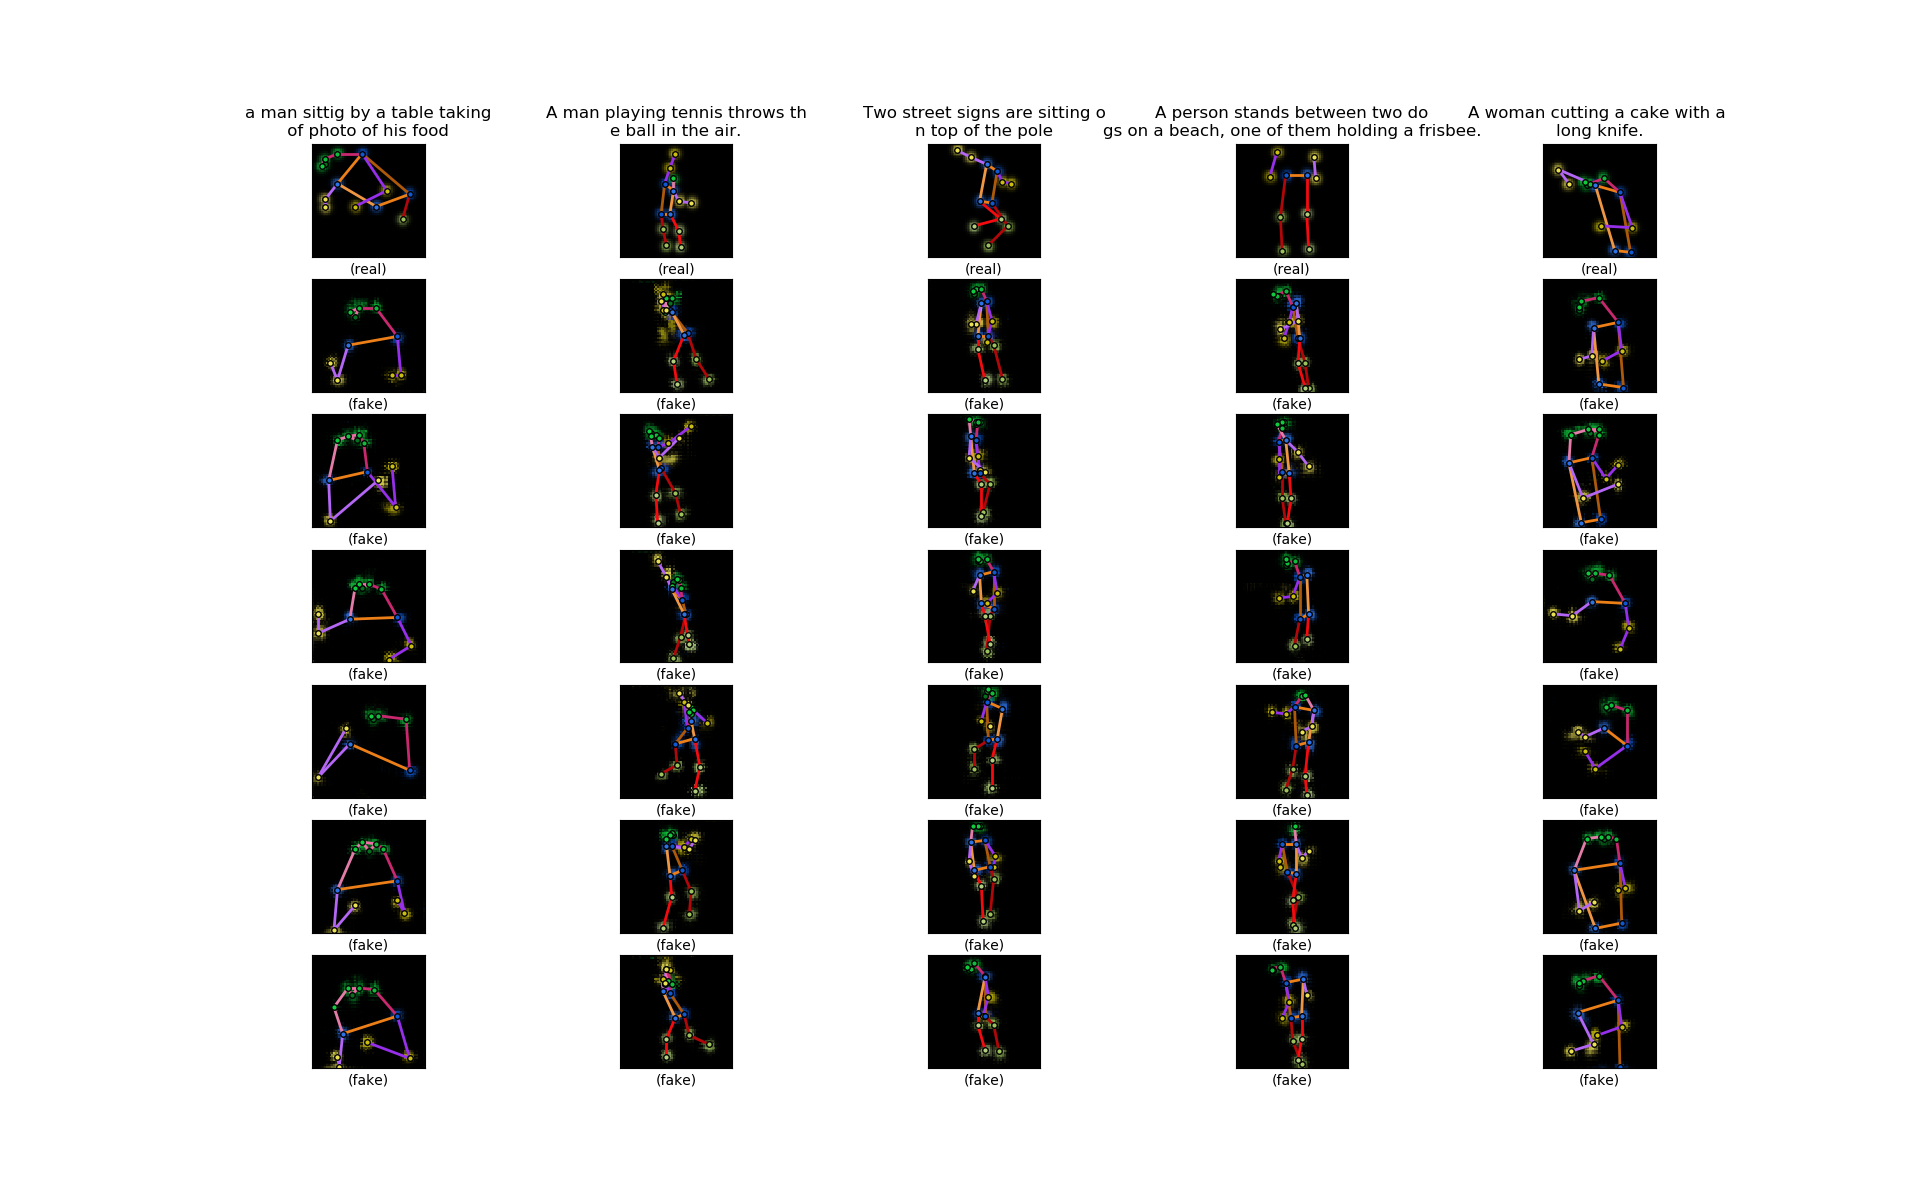 a man sittig by a table taking
of photo of his food
A man playing tennis throws th
e ball in the air.
Two street signs are sitting o
n top of the pole
A person stands between two do
gs on a beach, one of them holding a frisbee.
A woman cutting a cake with a
long knife.
(real) (real) (real) (real) (real)
(fake) (fake) (fake) (fake) (fake)
(fake) (fake) (fake) (fake) (fake)
(fake) (fake) (fake) (fake) (fake)
(fake) (fake) (fake) (fake) (fake)
(fake) (fake) (fake) (fake) (fake)
(fake) (fake) (fake) (fake) (fake)